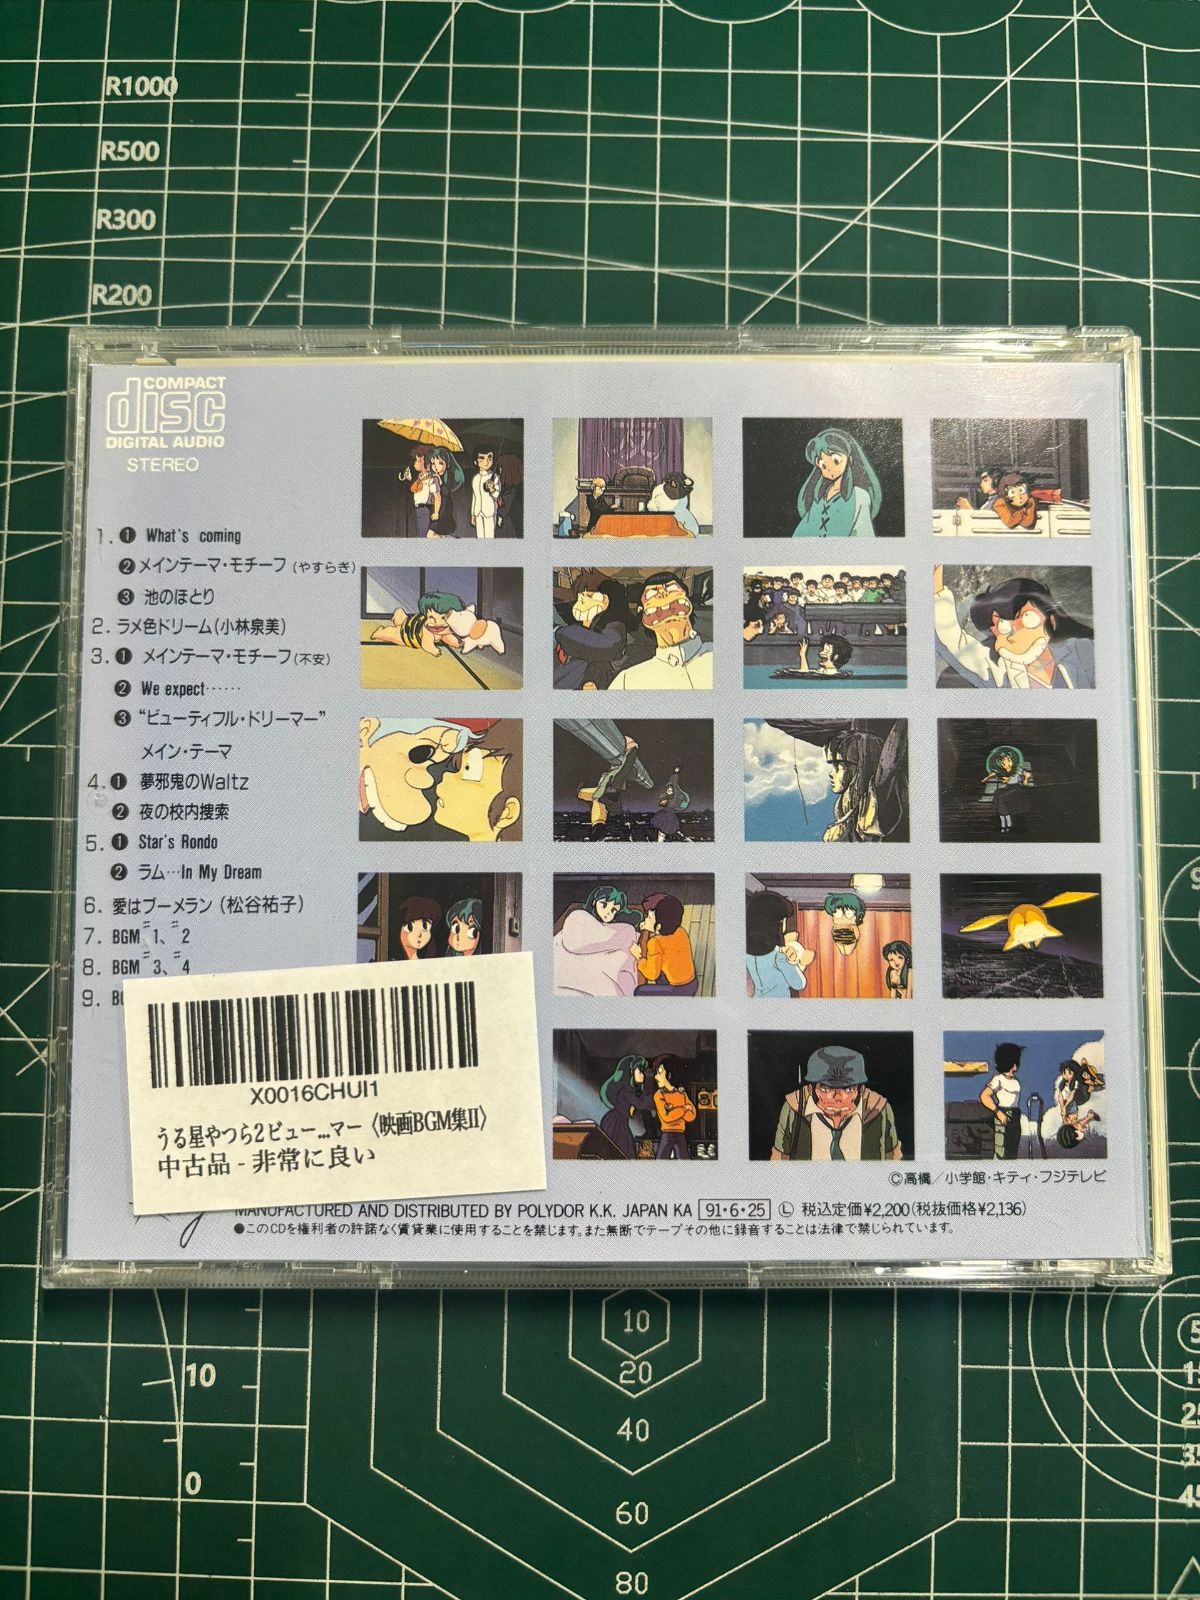 R1000
R500
R300
R200
COMPACT
disc
DIGITAL AUDIO
STEREO
1. ❶ What's coming
❷ メインテーマ・モチーフ (やすらぎ)
❸ 池のほとり
2. ラメ色ドリーム(小林泉美)
3. ❶ メインテーマ・モチーフ(不安)
❷ We expect……
❸ “ビューティフル・ドリーマー”
メイン・テーマ
4. ❶ 夢邪鬼のWaltz
❷ 夜の校内捜索
5. ❶ Star's Rondo
❷ ラム…In My Dream
6. 愛はブーメラン (松谷祐子)
7. BGM #1、#2
8. BGM #3、#4
9.
X0016CHUI1
うる星やつら2ビュー...マー〈映画BGM集II〉
中古品 - 非常に良い
©高橋/小学館・キティ・フジテレビ
MANUFACTURED AND DISTRIBUTED BY POLYDOR K.K. JAPAN KA 91・6・25 Ⓛ 税込定価¥2,200(税抜価格¥2,136)
●このCDを権利者の許諾なく賃貸業に使用することを禁じます。また無断でテープその他に録音することは法律で禁じられています。
10
20
40
60
80
10
0